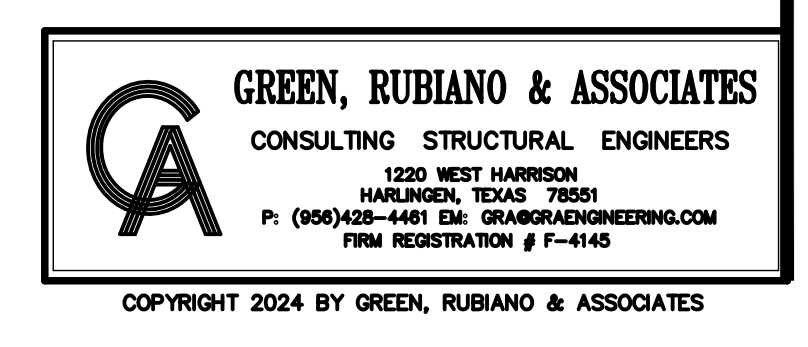 GREEN, RUBIANO & ASSOCIATES
CONSULTING STRUCTURAL ENGINEERS
1220 WEST HARRISON
HARLINGEN, TEXAS 78551
P: (956)428-4461 EM: GRA@GRAENGINEERING.COM
FIRM REGISTRATION # F-4145
COPYRIGHT 2024 BY GREEN, RUBIANO & ASSOCIATES